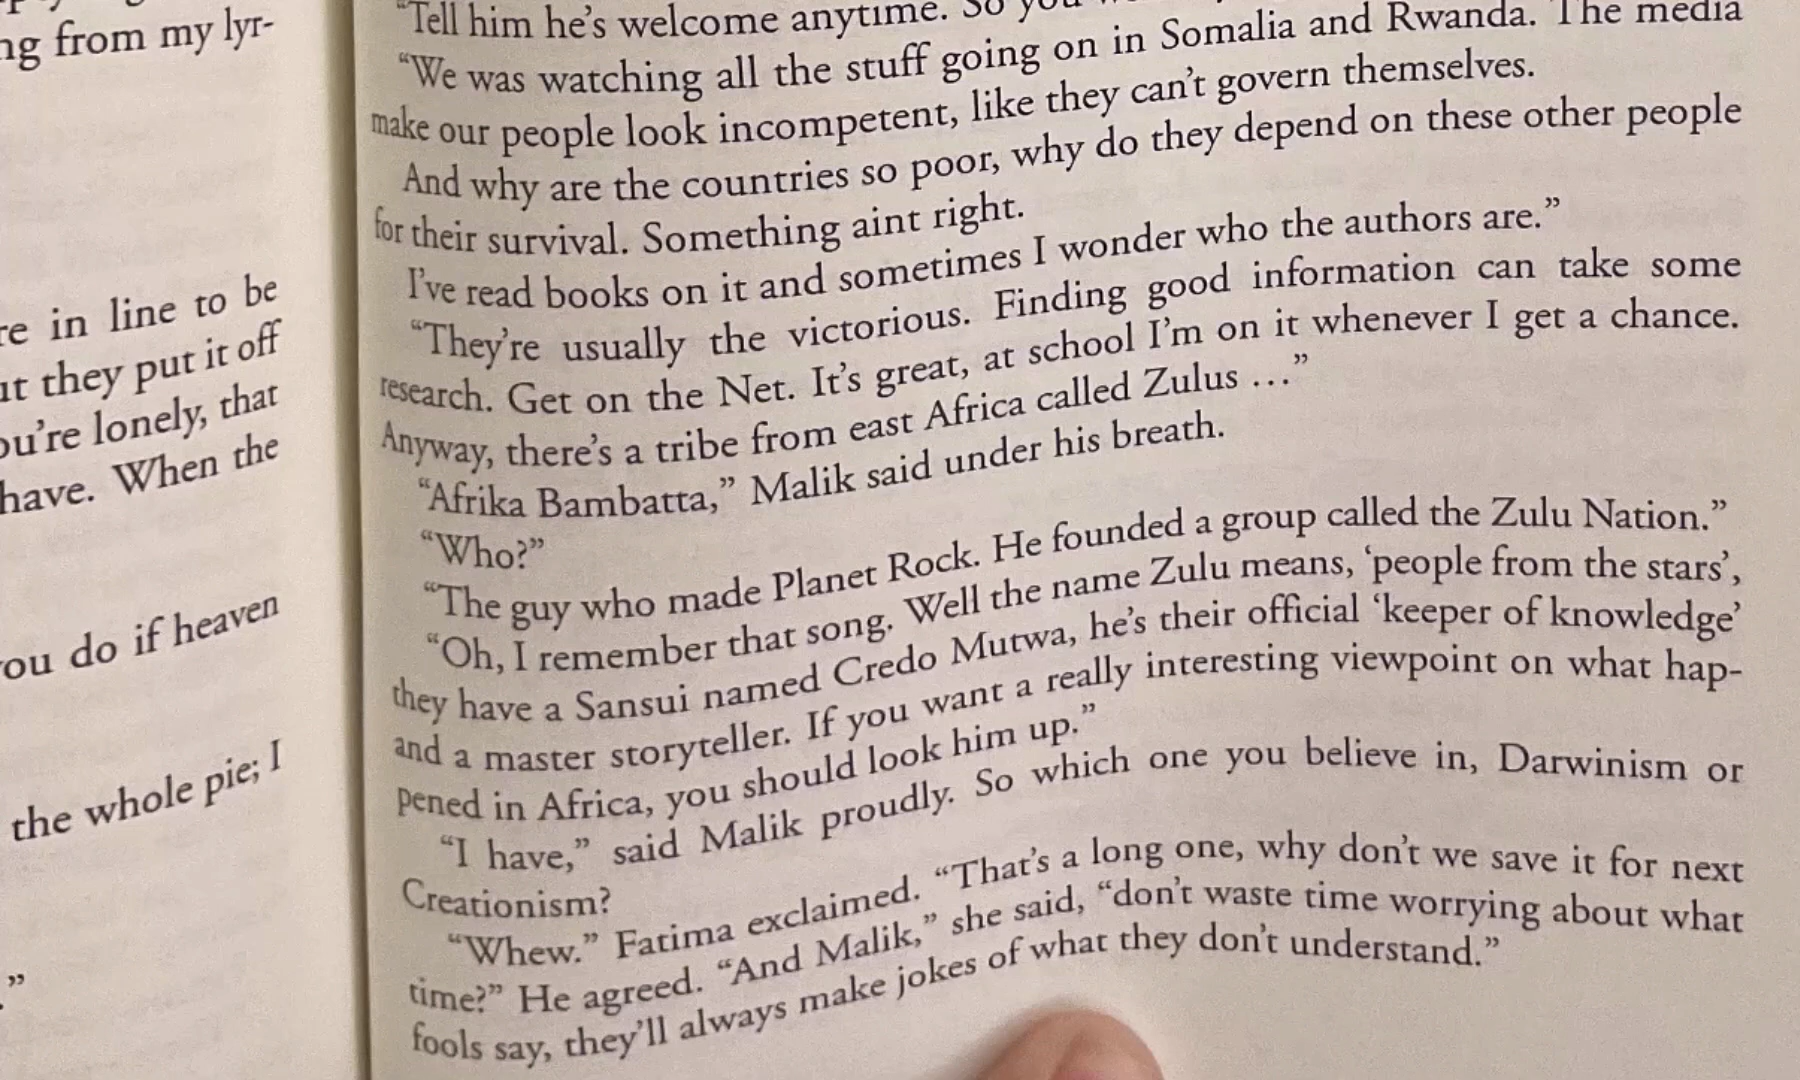 ng from my lyr-
re in line to be
ut they put it off
ou're lonely, that
have. When the
you do if heaven
the whole pie; I
.”
“Tell him he's welcome anytime. So you
“We was watching all the stuff going on in Somalia and Rwanda. The media
make our people look incompetent, like they can't govern themselves.
And why are the countries so poor, why do they depend on these other people
for their survival. Something aint right.
I've read books on it and sometimes I wonder who the authors are.”
“They're usually the victorious. Finding good information can take some
research. Get on the Net. It's great, at school I'm on it whenever I get a chance.
Anyway, there's a tribe from east Africa called Zulus …”
“Afrika Bambatta,” Malik said under his breath.
“Who?”
“The guy who made Planet Rock. He founded a group called the Zulu Nation.”
“Oh, I remember that song. Well the name Zulu means, ‘people from the stars’,
they have a Sansui named Credo Mutwa, he's their official ‘keeper of knowledge’
and a master storyteller. If you want a really interesting viewpoint on what hap-
pened in Africa, you should look him up.”
“I have,” said Malik proudly. So which one you believe in, Darwinism or
Creationism?
“Whew.” Fatima exclaimed. “That's a long one, why don't we save it for next
time?” He agreed. “And Malik,” she said, “don't waste time worrying about what
fools say, they'll always make jokes of what they don't understand.”